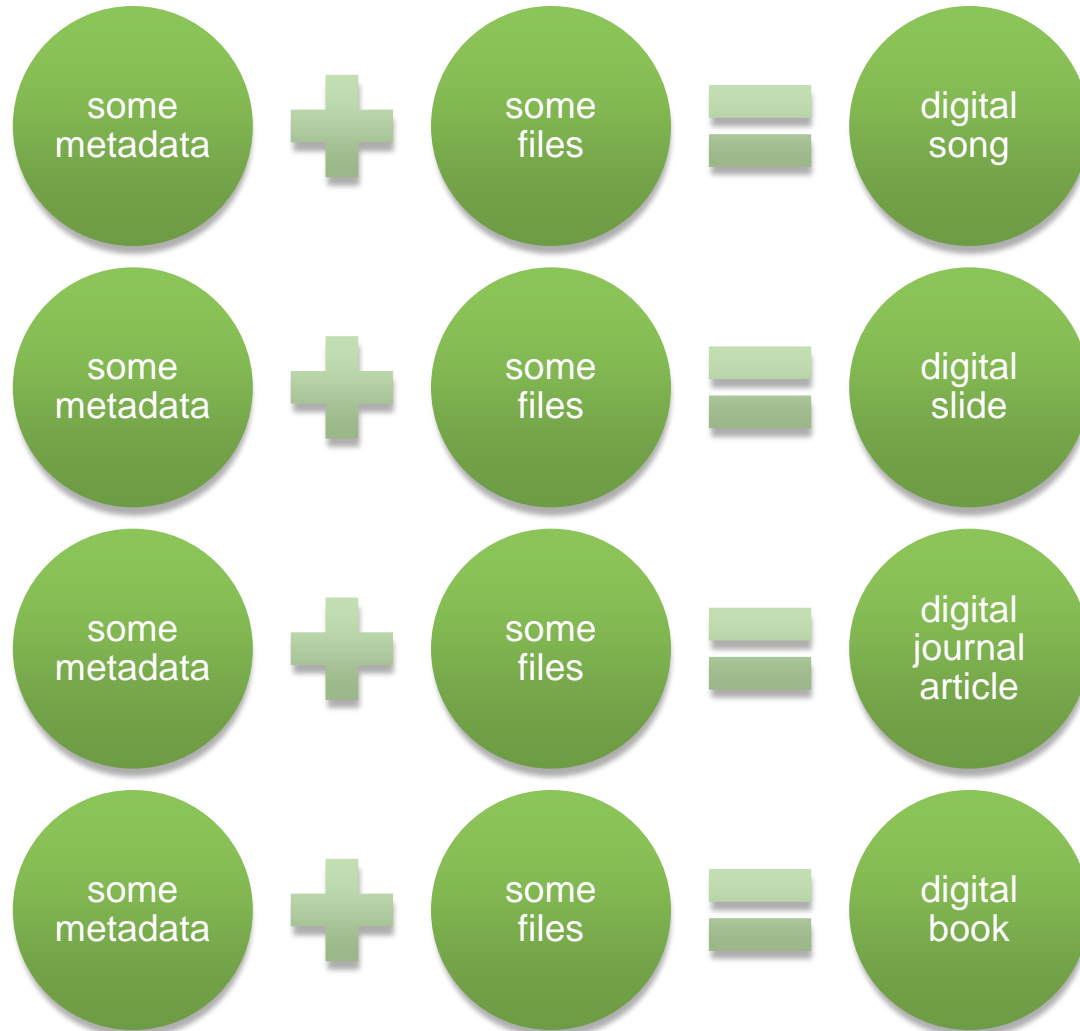 some
metadata
some
files
digital
song
some
metadata
some
files
digital
slide
some
metadata
some
files
digital
journal
article
some
metadata
some
files
digital
book